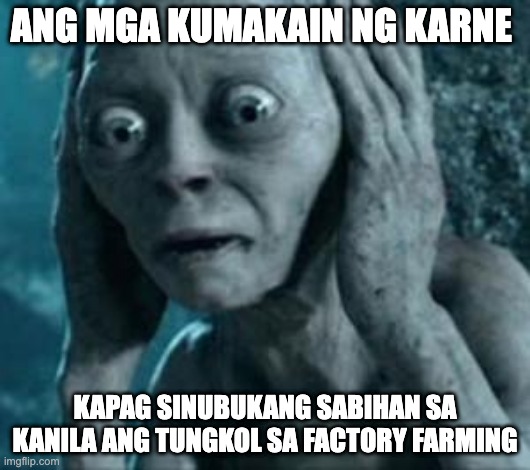 ANG MGA KUMAKAIN NG KARNE
KAPAG SINUBUKANG SABIHAN SA
KANILA ANG TUNGKOL SA FACTORY FARMING
imgflip.com